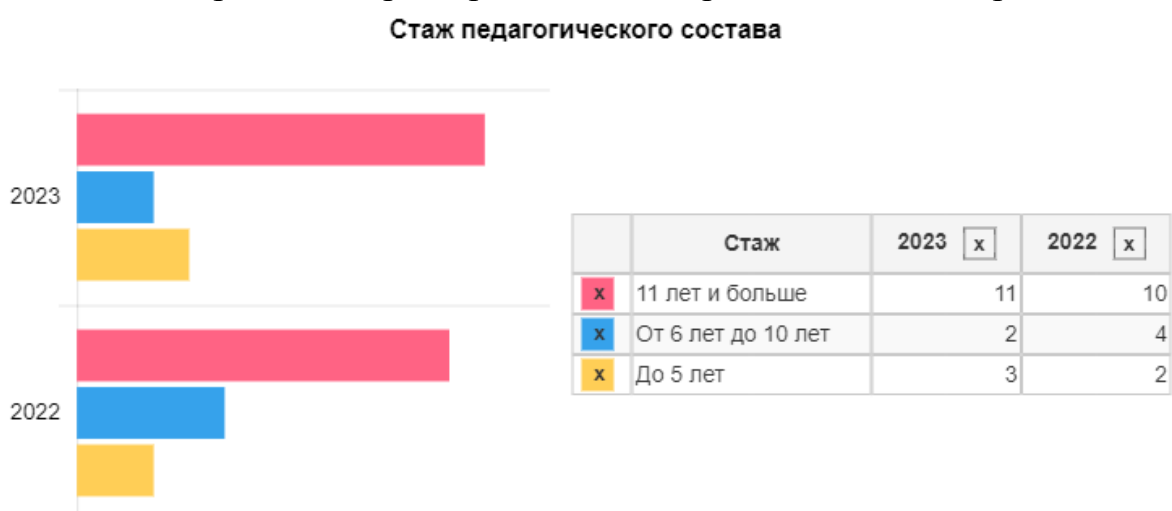 Стаж педагогического состава
2023
2022
Стаж 2023 x 2022 x
x 11 лет и больше 11 10
x От 6 лет до 10 лет 2 4
x До 5 лет 3 2